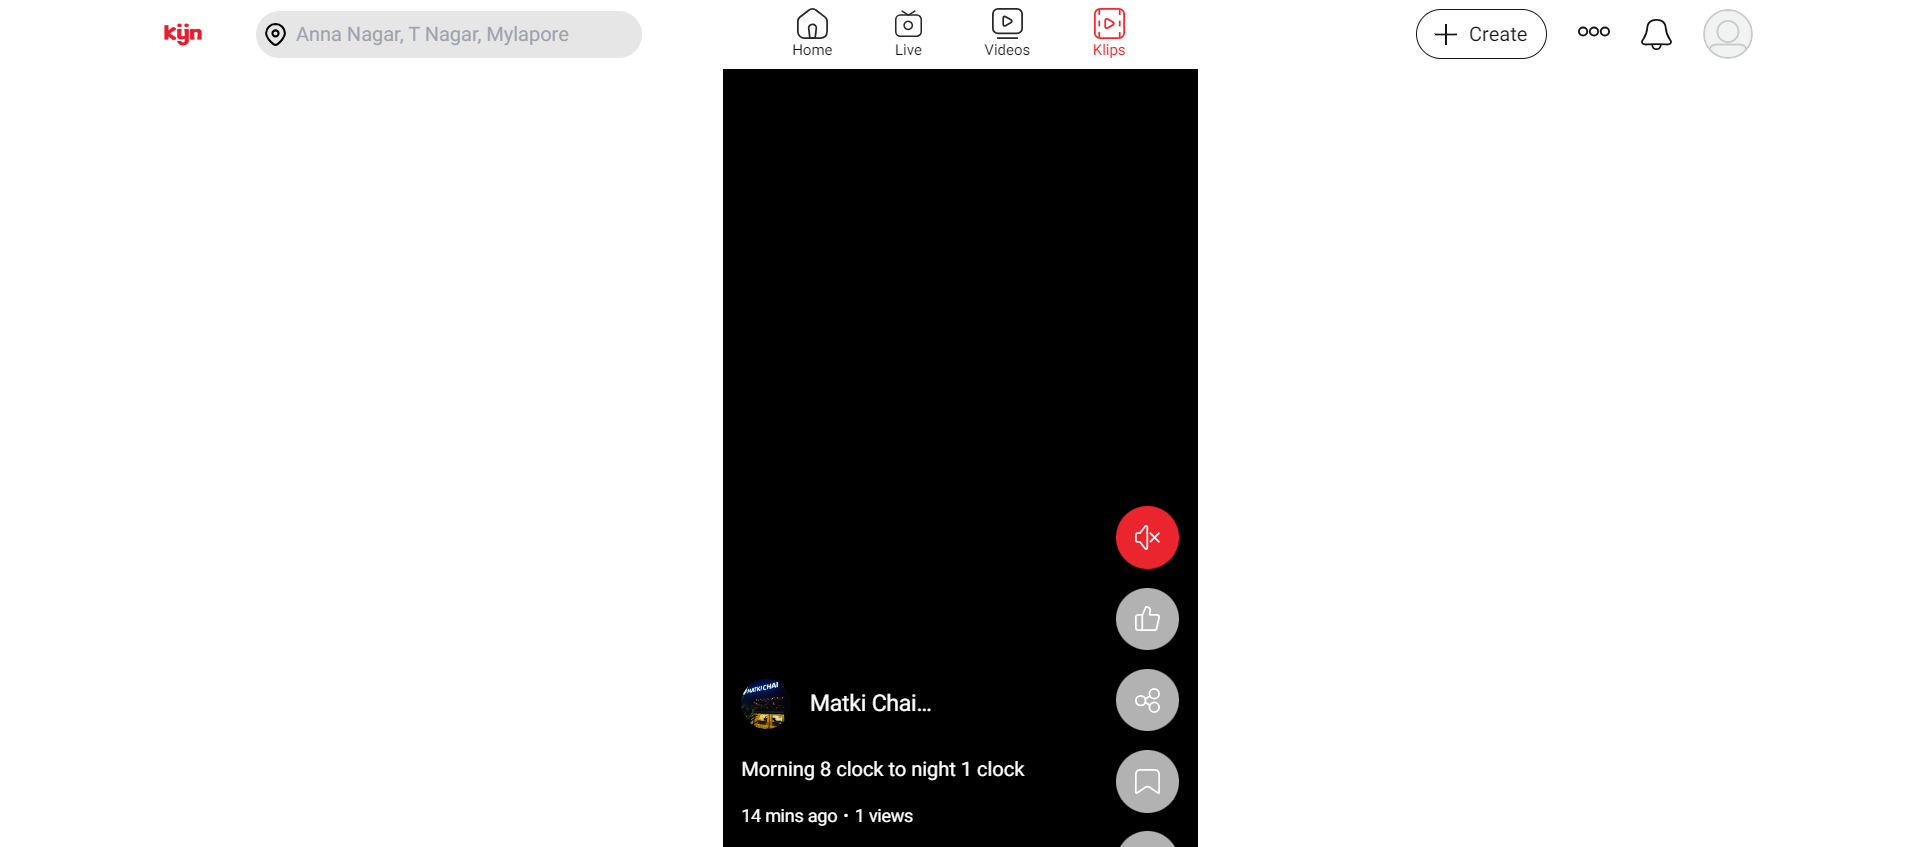 kyn
Anna Nagar, T Nagar, Mylapore
Home
Live
Videos
Klips
Create
MATKI CHAI
Matki Chai...
Morning 8 clock to night 1 clock
14 mins ago • 1 views